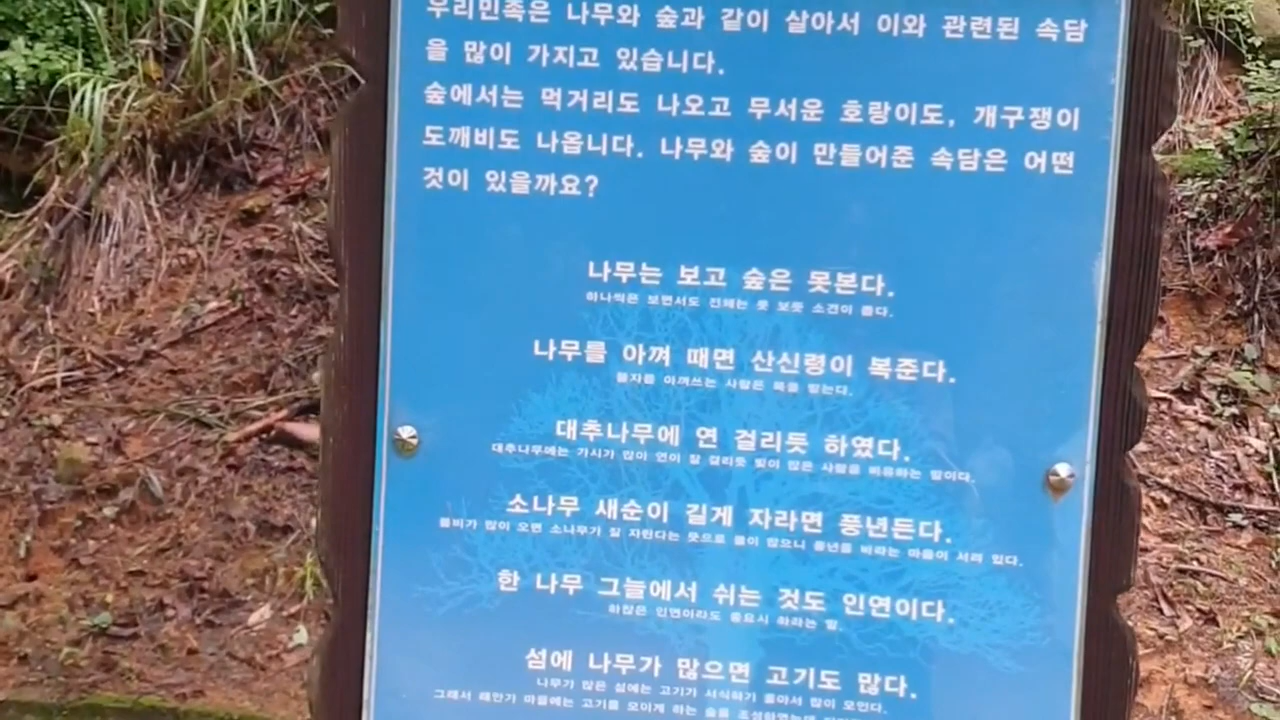 우리민족은 나무와 숲과 같이 살아서 이와 관련된 속담
을 많이 가지고 있습니다.
숲에서는 먹거리도 나오고 무서운 호랑이도, 개구쟁이
도깨비도 나옵니다. 나무와 숲이 만들어준 속담은 어떤
것이 있을까요?
나무는 보고 숲은 못본다.
하나씩은 보면서도 전체는 못 보듯 소견이 좁다.
나무를 아껴 때면 산신령이 복준다.
물자를 아껴쓰는 사람은 복을 받는다.
대추나무에 연 걸리듯 하였다.
대추나무에는 가시가 많아 연이 잘 걸리듯 빚이 많은 사람을 비유하는 말이다.
소나무 새순이 길게 자라면 풍년든다.
봄비가 많이 오면 소나무가 잘 자란다는 뜻으로 물이 많으니 풍년을 바라는 마음이 서려 있다.
한 나무 그늘에서 쉬는 것도 인연이다.
하찮은 인연이라도 중요시 하라는 말.
섬에 나무가 많으면 고기도 많다.
나무가 많은 섬에는 고기가 서식하기 좋아서 많이 모인다.
그래서 해안가 마을에는 고기를 모이게 하는 숲을 조성하였는데